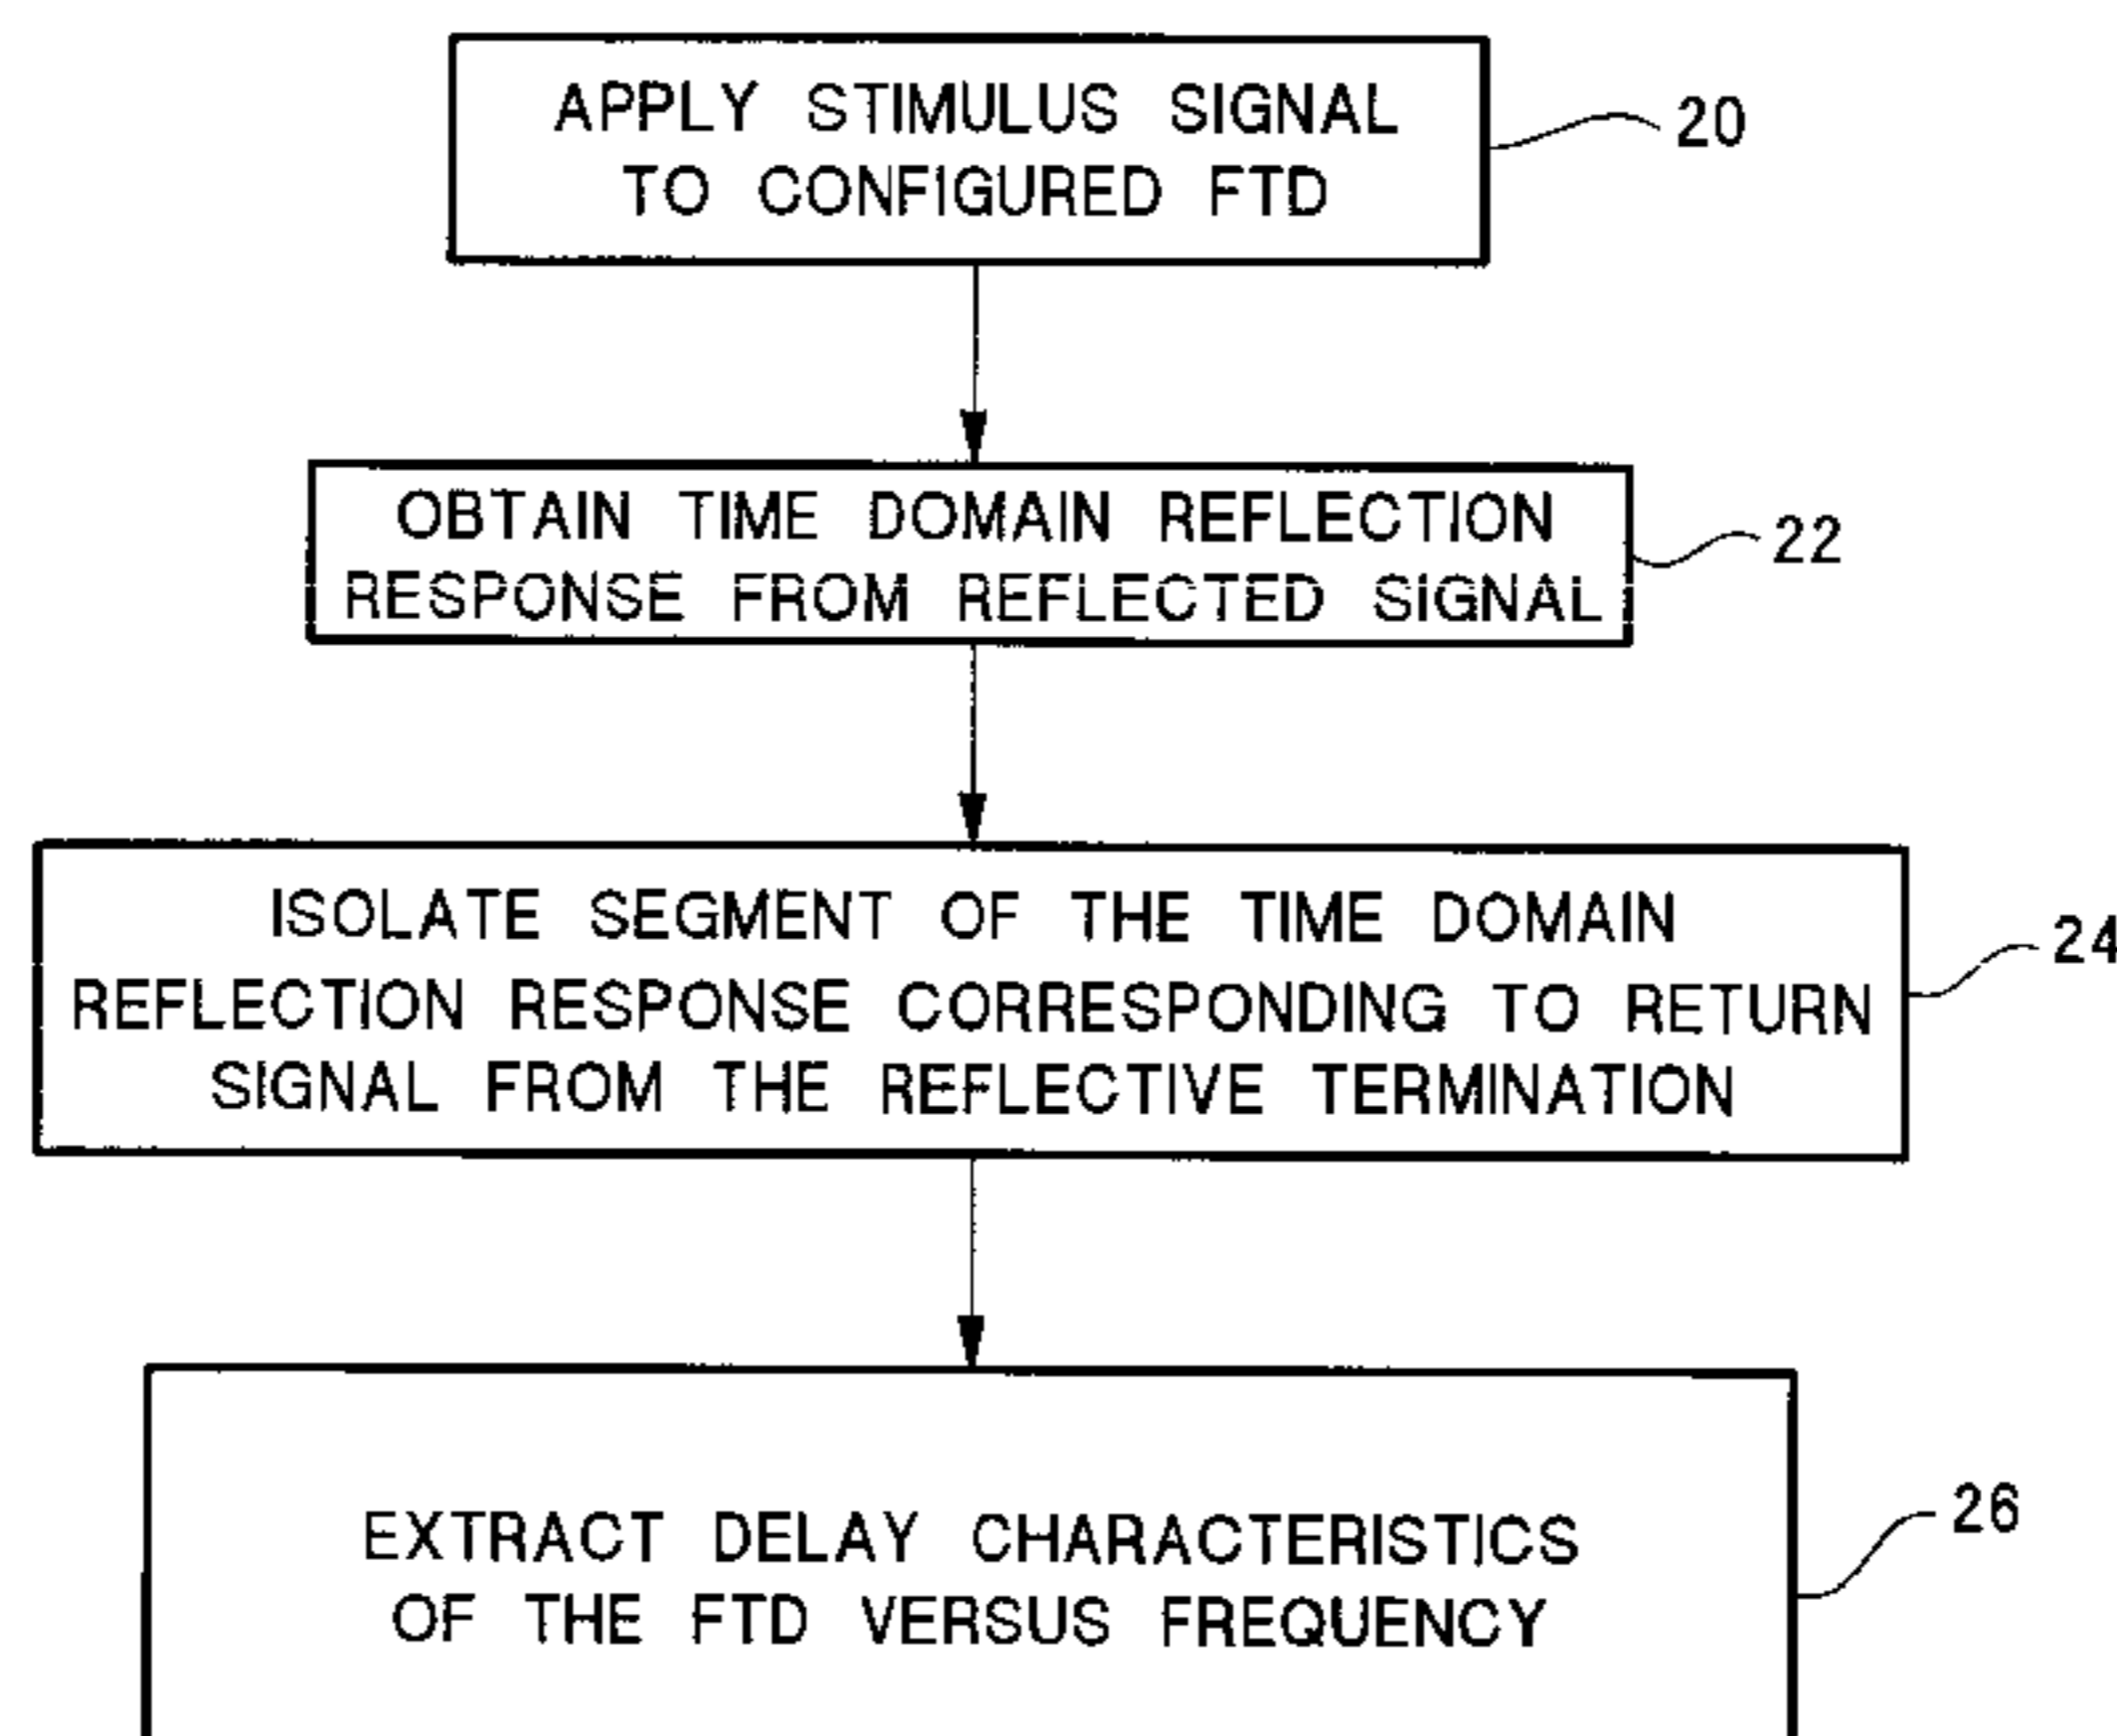 APPLY STIMULUS SIGNAL
TO CONFIGURED FTD
20
OBTAIN TIME DOMAIN REFLECTION
RESPONSE FROM REFLECTED SIGNAL
22
ISOLATE SEGMENT OF THE TIME DOMAIN
REFLECTION RESPONSE CORRESPONDING TO RETURN
SIGNAL FROM THE REFLECTIVE TERMINATION
24
EXTRACT DELAY CHARACTERISTICS
OF THE FTD VERSUS FREQUENCY
26